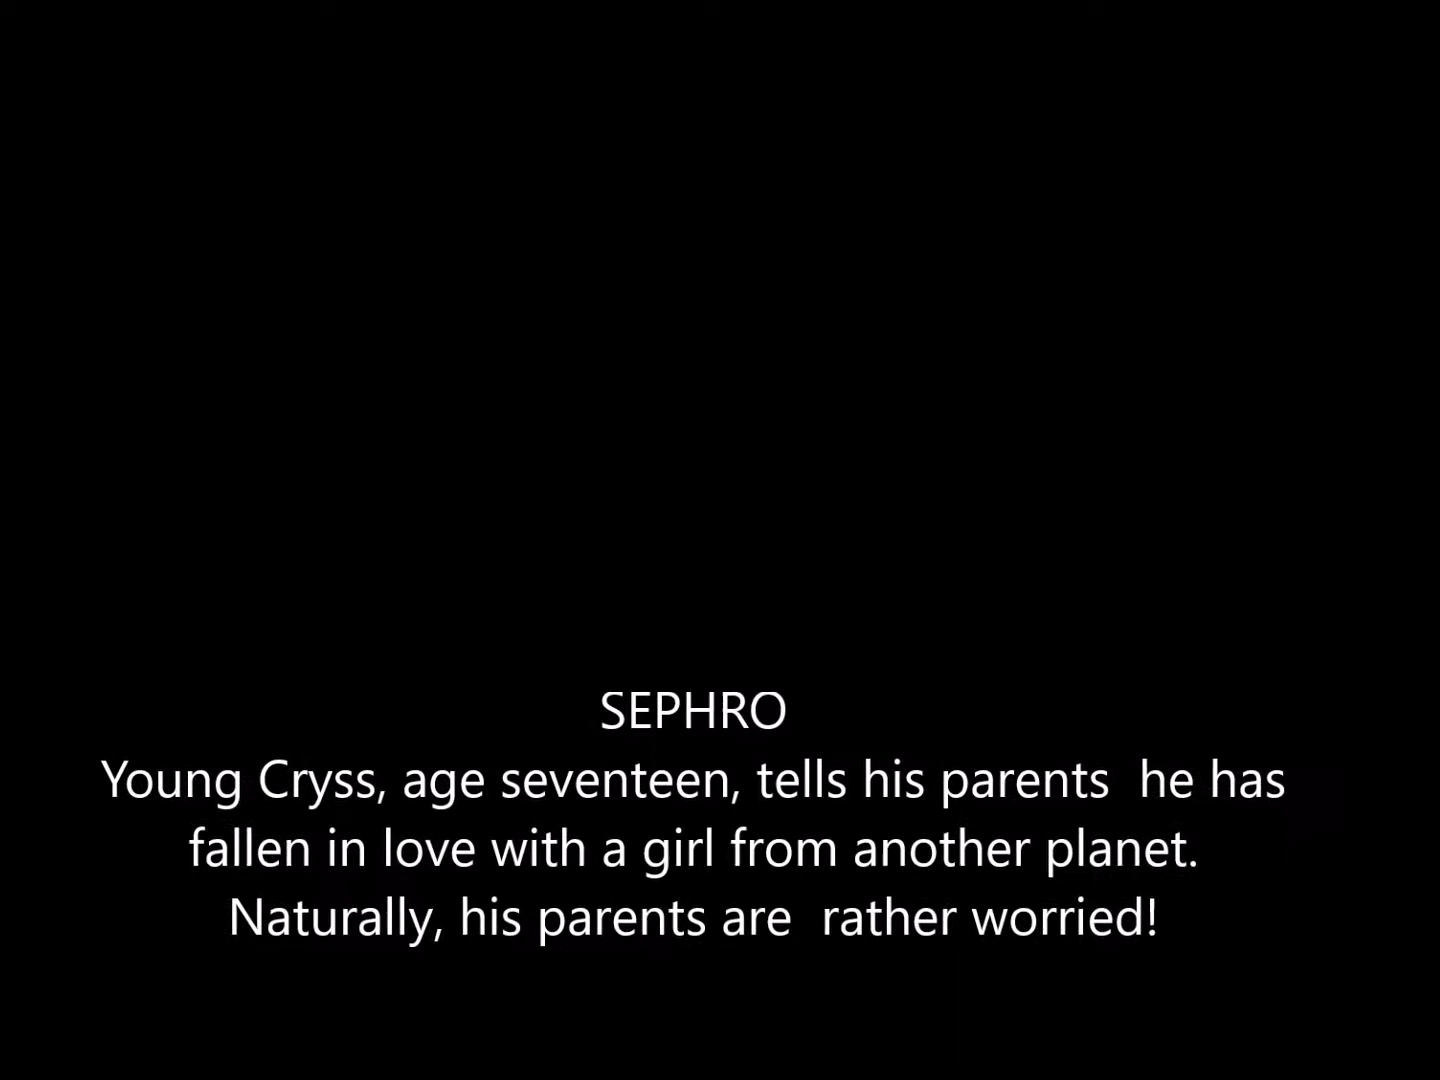 SEPHRO
Young Cryss, age seventeen, tells his parents  he has
fallen in love with a girl from another planet.
Naturally, his parents are  rather worried!